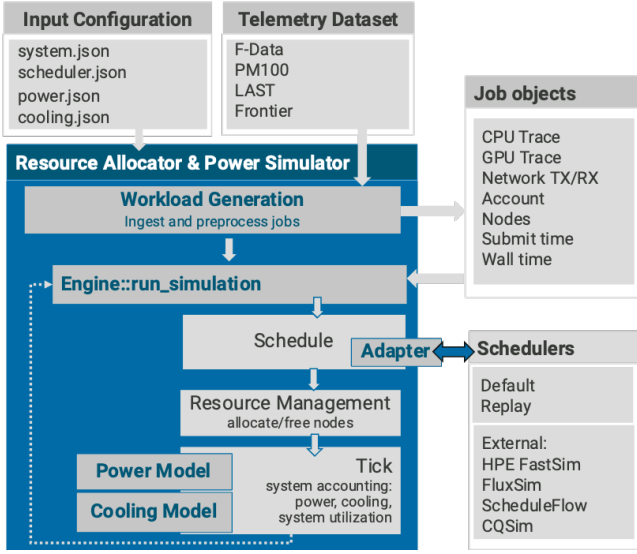 Input Configuration
system.json
scheduler.json
power.json
cooling.json
Telemetry Dataset
F-Data
PM100
LAST
Frontier
Job objects
CPU Trace
GPU Trace
Network TX/RX
Account
Nodes
Submit time
Wall time
Resource Allocator & Power Simulator
Workload Generation
Ingest and preprocess jobs
Engine::run_simulation
Schedule
Adapter
Schedulers
Default
Replay
External:
HPE FastSim
FluxSim
ScheduleFlow
CQSim
Resource Management
allocate/free nodes
Power Model
Cooling Model
Tick
system accounting:
power, cooling,
system utilization